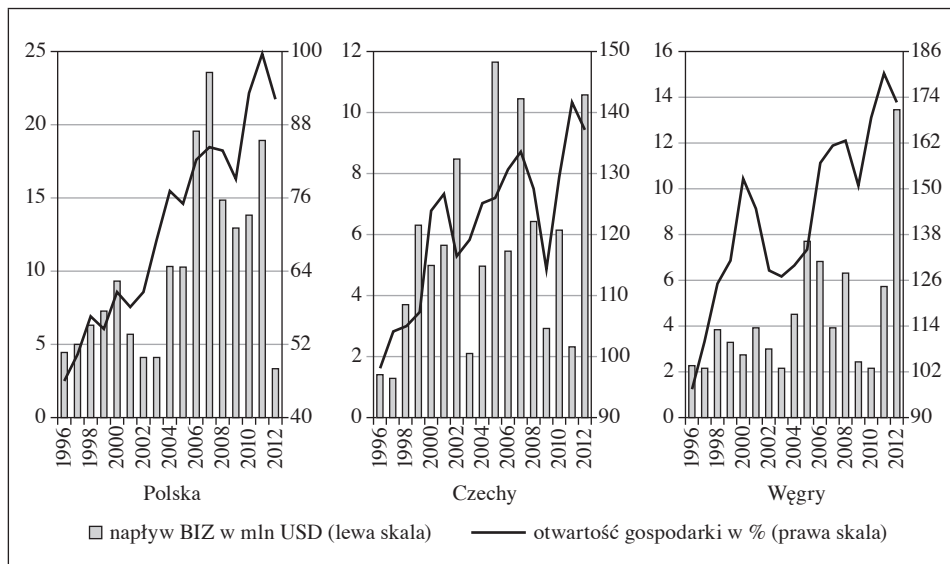 25 100 12 150 16 186
14 174
20 88 10 140
12 162
8 130
15 76 10 150
6 120 8 138
10 64
6 126
4 110
4 114
5 52
2 100
2 102
0 40 0 90 0 90
1996 1998 2000 2002 2004 2006 2008 2010 2012 1996 1998 2000 2002 2004 2006 2008 2010 2012 1996 1998 2000 2002 2004 2006 2008 2010 2012
Polska Czechy Węgry
napływ BIZ w mln USD (lewa skala) otwartość gospodarki w % (prawa skala)